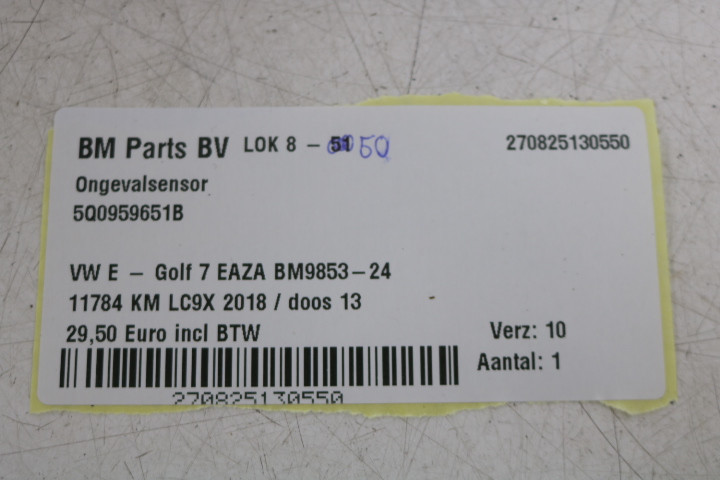 BM Parts BV LOK 8 - 51 50 270825130550
Ongevalsensor
5Q0959651B
VW E - Golf 7 EAZA BM9853-24
11784 KM LC9X 2018 / doos 13
29,50 Euro incl BTW Verz: 10
Aantal: 1
270825130550